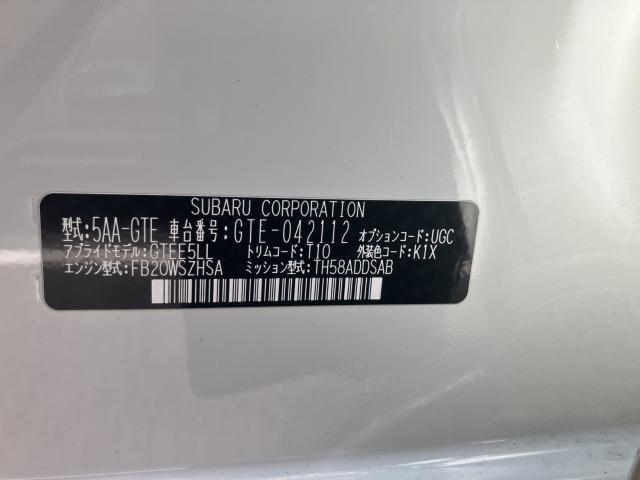 SUBARU CORPORATION
型式:5AA-GTE 車台番号:GTE-042112 オプションコード:UGC
アプライドモデル:GTEE5LL トリムコード:T10 外装色コード:K1X
エンジン型式:FB20WSZHSA ミッション型式:TH58ADDSAB